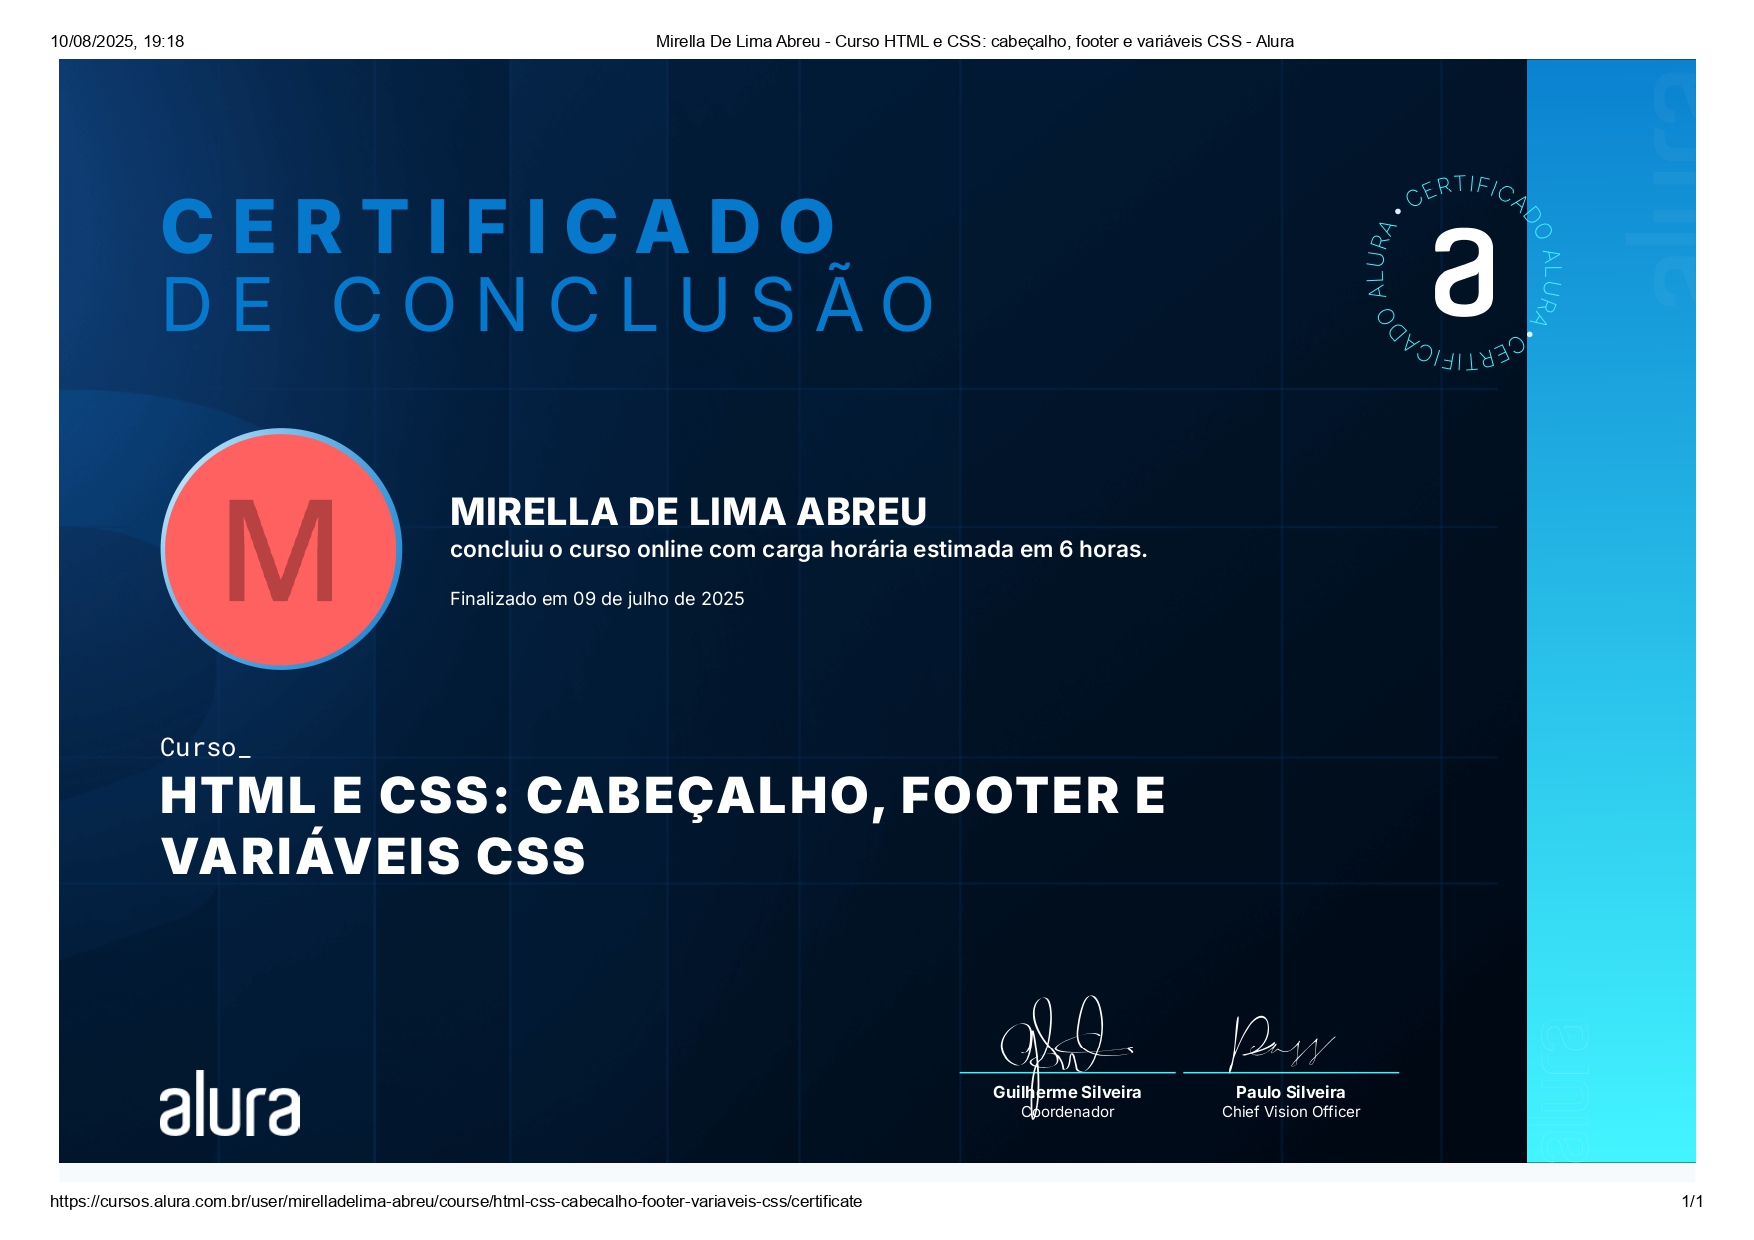 10/08/2025, 19:18
Mirella De Lima Abreu - Curso HTML e CSS: cabeçalho, footer e variáveis CSS - Alura
CERTIFICADO
DE CONCLUSÃO
CERTIFICADO ALURA • CERTIFICADO ALURA •
a
alura
M
MIRELLA DE LIMA ABREU
concluiu o curso online com carga horária estimada em 6 horas.
Finalizado em 09 de julho de 2025
Curso_
HTML E CSS: CABEÇALHO, FOOTER E
VARIÁVEIS CSS
Guilherme Silveira
Coordenador
Paulo Silveira
Chief Vision Officer
alura
alura
https://cursos.alura.com.br/user/mirelladelima-abreu/course/html-css-cabecalho-footer-variaveis-css/certificate
1/1